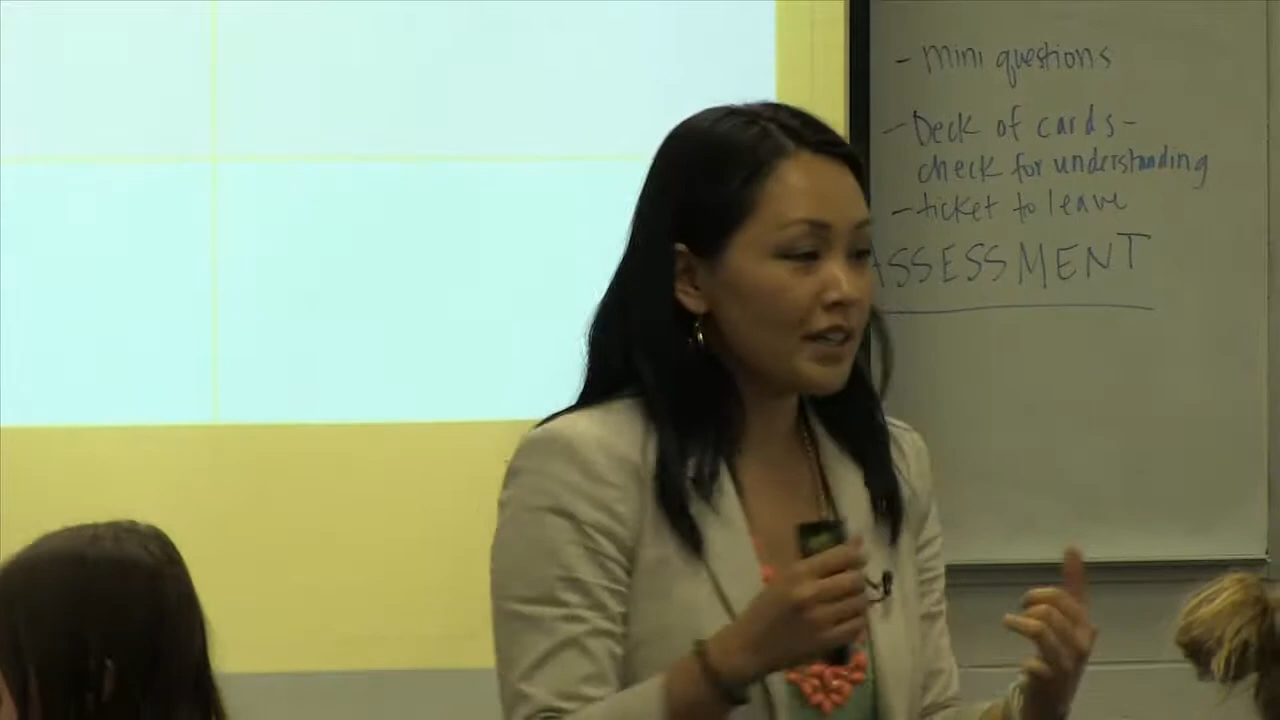 - mini questions
- Deck of cards-
check for understanding
- ticket to leave
ASSESSMENT